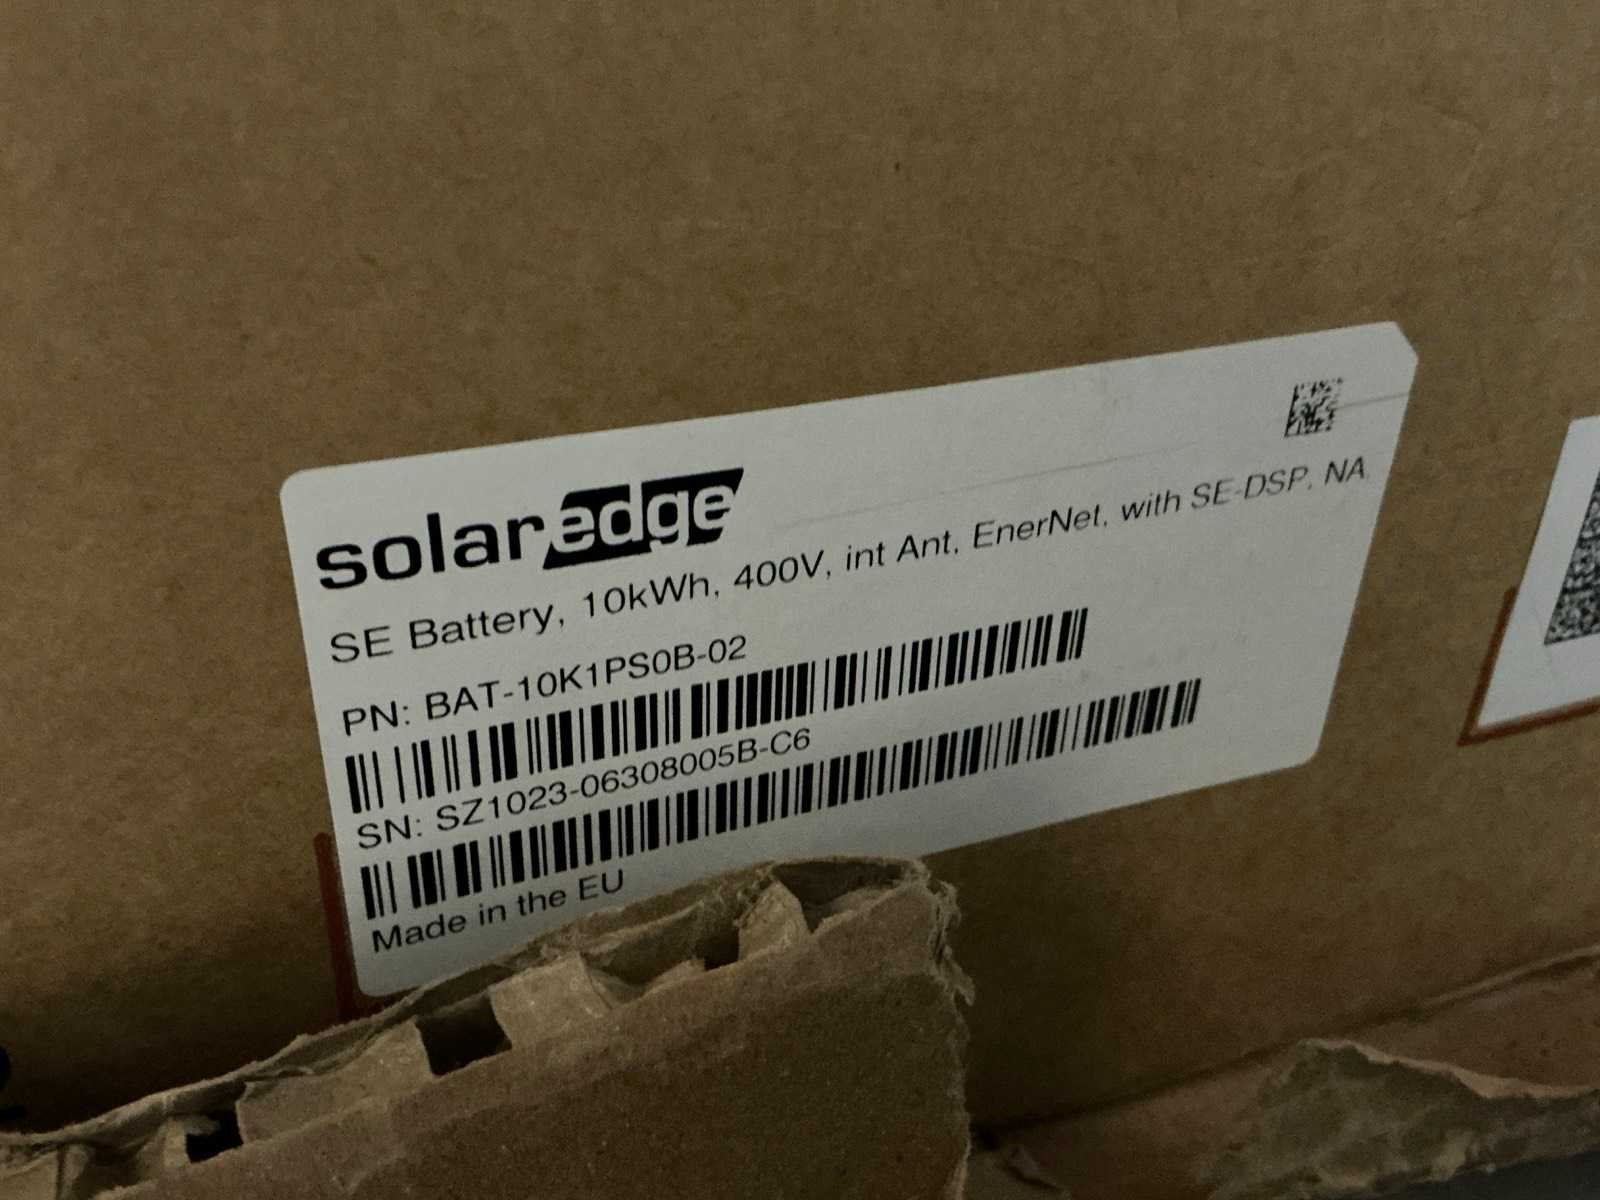 solaredge
SE Battery, 10kWh, 400V, int Ant, EnerNet, with SE-DSP, NA
PN: BAT-10K1PS0B-02
SN: SZ1023-06308005B-C6
Made in the EU